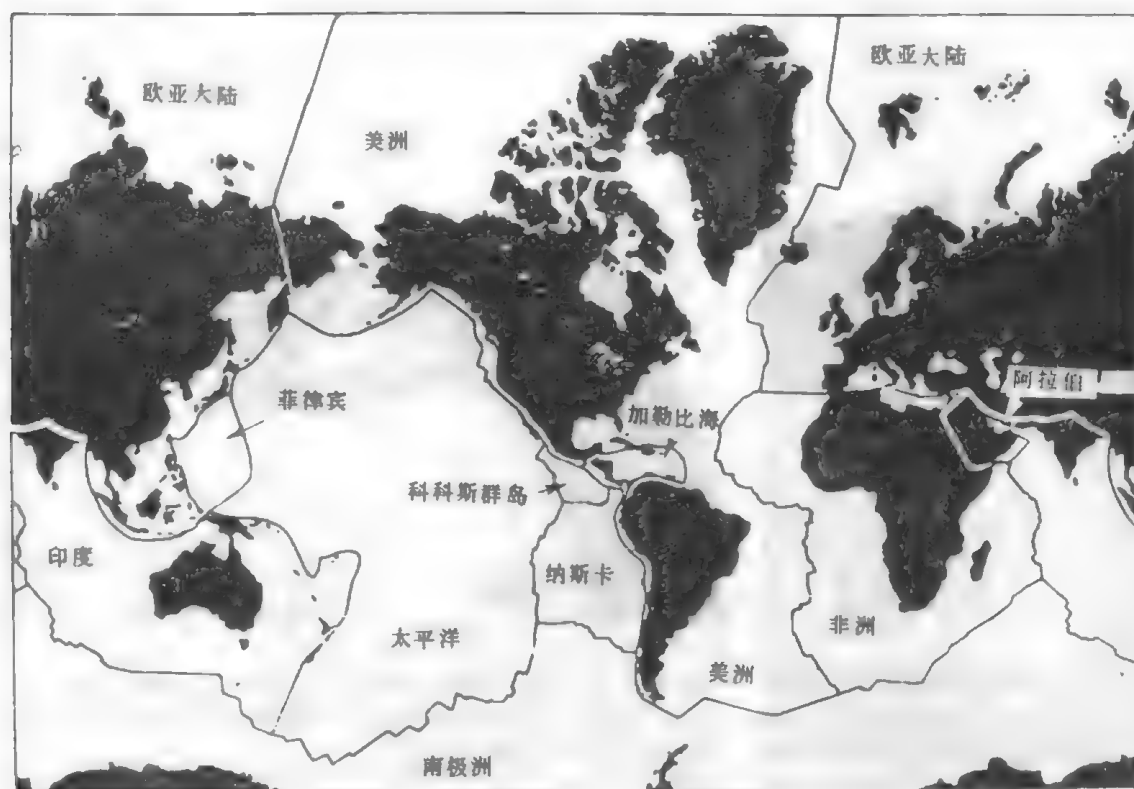 欧亚大陆
欧亚大陆
美洲
阿拉伯
菲律宾
加勒比海
科科斯群岛
印度
纳斯卡
非洲
太平洋
美洲
南极洲